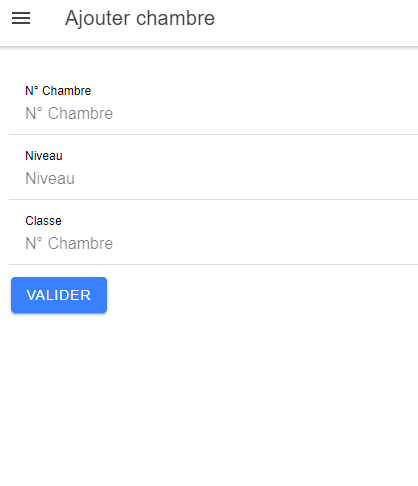 Ajouter chambre
N° Chambre
N° Chambre
Niveau
Niveau
Classe
N° Chambre
VALIDER